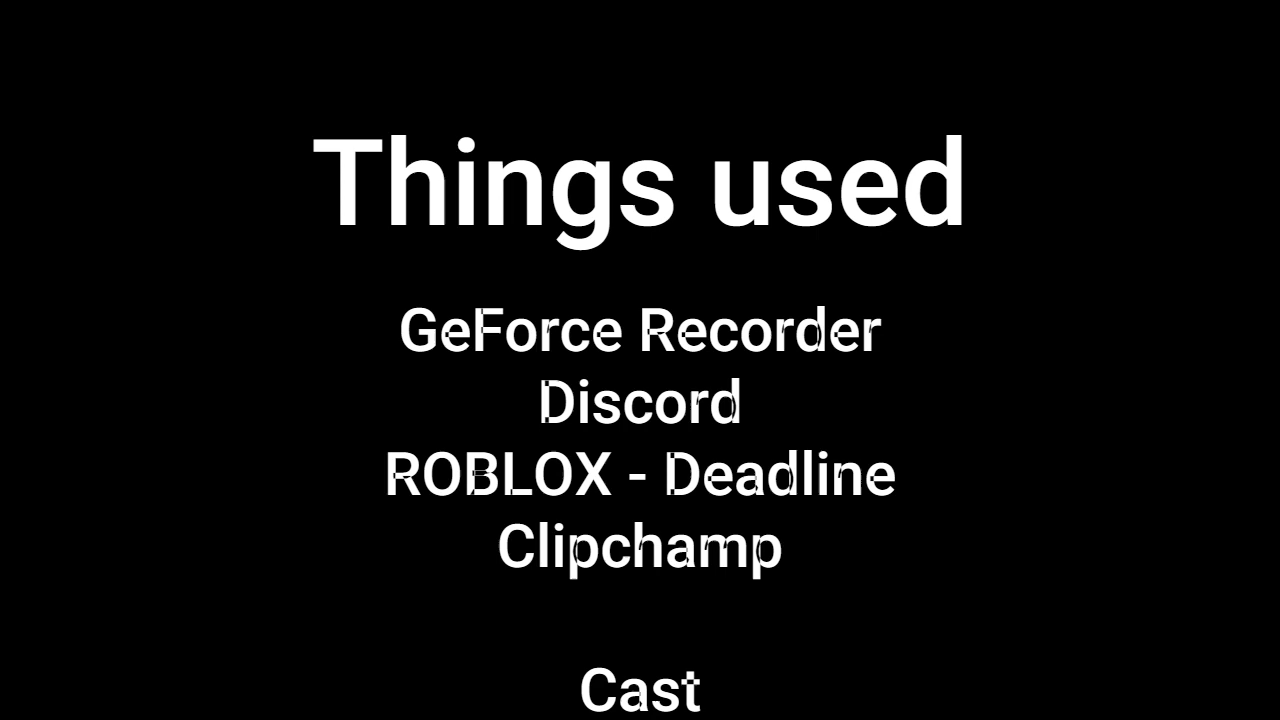 Things used
GeForce Recorder
Discord
ROBLOX - Deadline
Clipchamp
Cast